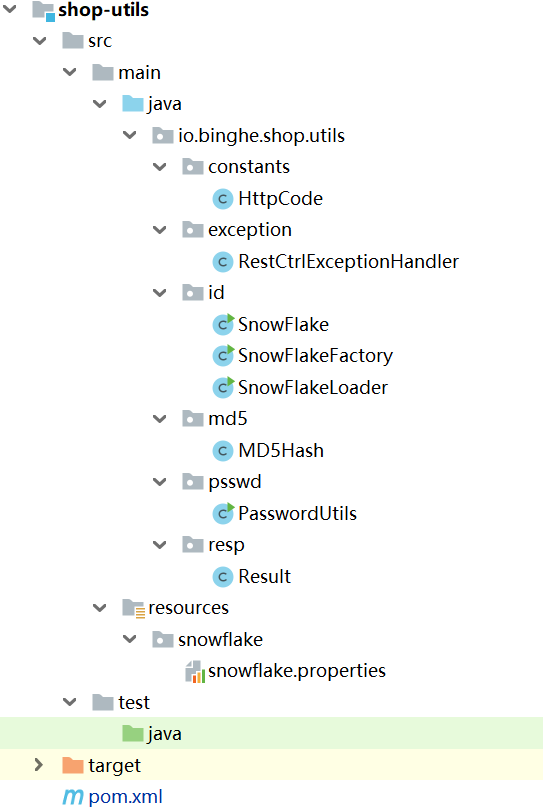 shop-utils
src
main
java
io.binghe.shop.utils
constants
HttpCode
exception
RestCtrlExceptionHandler
id
SnowFlake
SnowFlakeFactory
SnowFlakeLoader
md5
MD5Hash
psswd
PasswordUtils
resp
Result
resources
snowflake
snowflake.properties
test
java
target
pom.xml